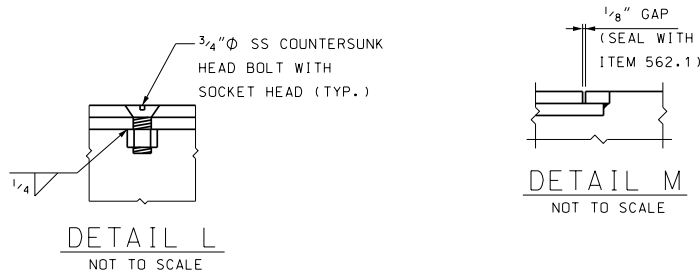 3/4"Φ SS COUNTERSUNK
HEAD BOLT WITH
SOCKET HEAD (TYP.)
1/4
DETAIL L
NOT TO SCALE
1/8" GAP
(SEAL WITH
ITEM 562.1)
DETAIL M
NOT TO SCALE